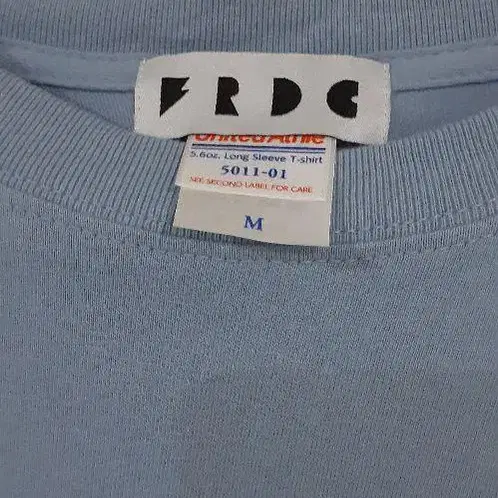 FRDC
United Athle
5.6oz. Long Sleeve T-shirt
5011-01
SEE SECOND LABEL FOR CARE
M